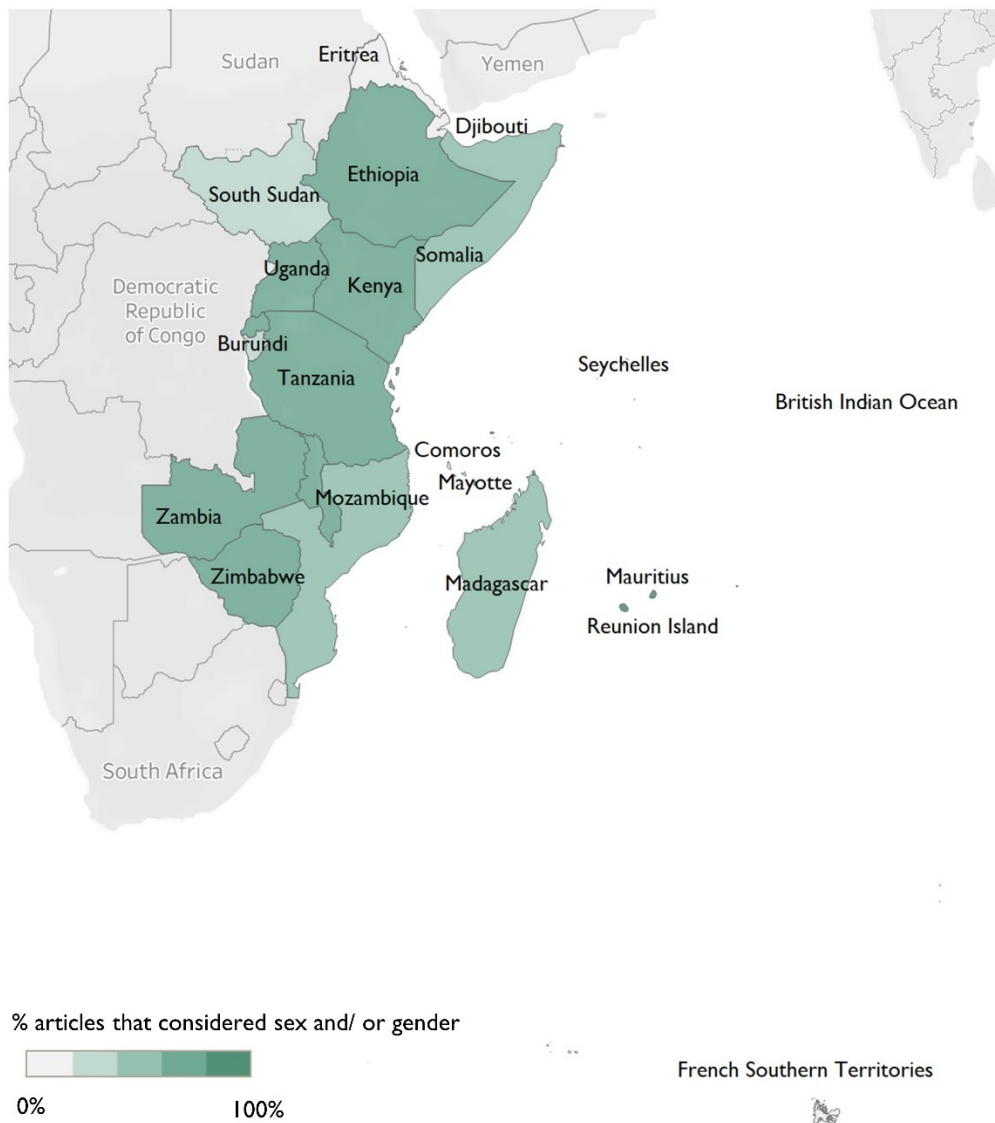 Eritrea
Sudan
Yemen
Djibouti
Ethiopia
South Sudan
Somalia
Uganda
Kenya
Democratic
Republic
of Congo
Burundi
Seychelles
Tanzania
British Indian Ocean
Comoros
Mayotte
Mozambique
Zambia
Zimbabwe
Madagascar
Mauritius
Reunion Island
South Africa
% articles that considered sex and/ or gender
0%
100%
French Southern Territories